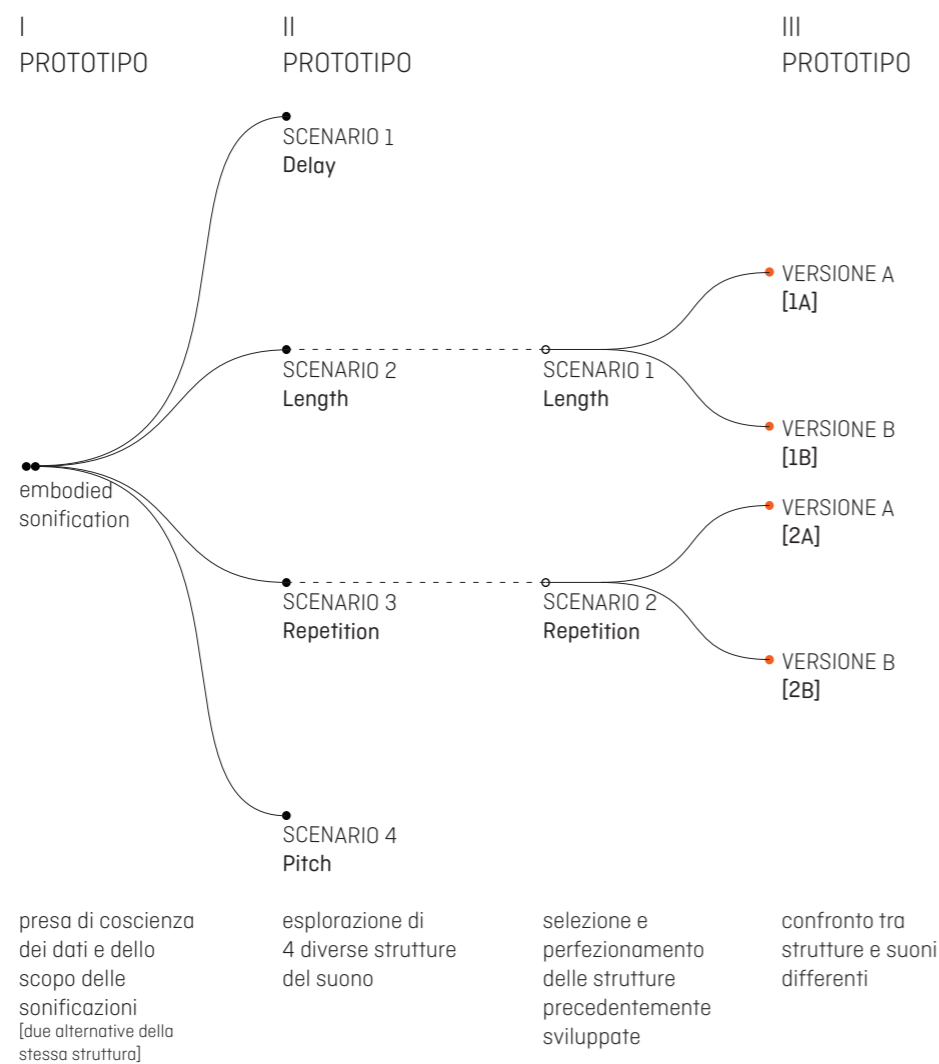 I
PROTOTIPO
II
PROTOTIPO
III
PROTOTIPO
SCENARIO 1
Delay
VERSIONE A
[1A]
SCENARIO 2
Length
SCENARIO 1
Length
VERSIONE B
[1B]
embodied
sonification
VERSIONE A
[2A]
SCENARIO 3
Repetition
SCENARIO 2
Repetition
VERSIONE B
[2B]
SCENARIO 4
Pitch
presa di coscienza
dei dati e dello
scopo delle
sonificazioni
[due alternative della
stessa struttura]
esplorazione di
4 diverse strutture
del suono
selezione e
perfezionamento
delle strutture
precedentemente
sviluppate
confronto tra
strutture e suoni
differenti